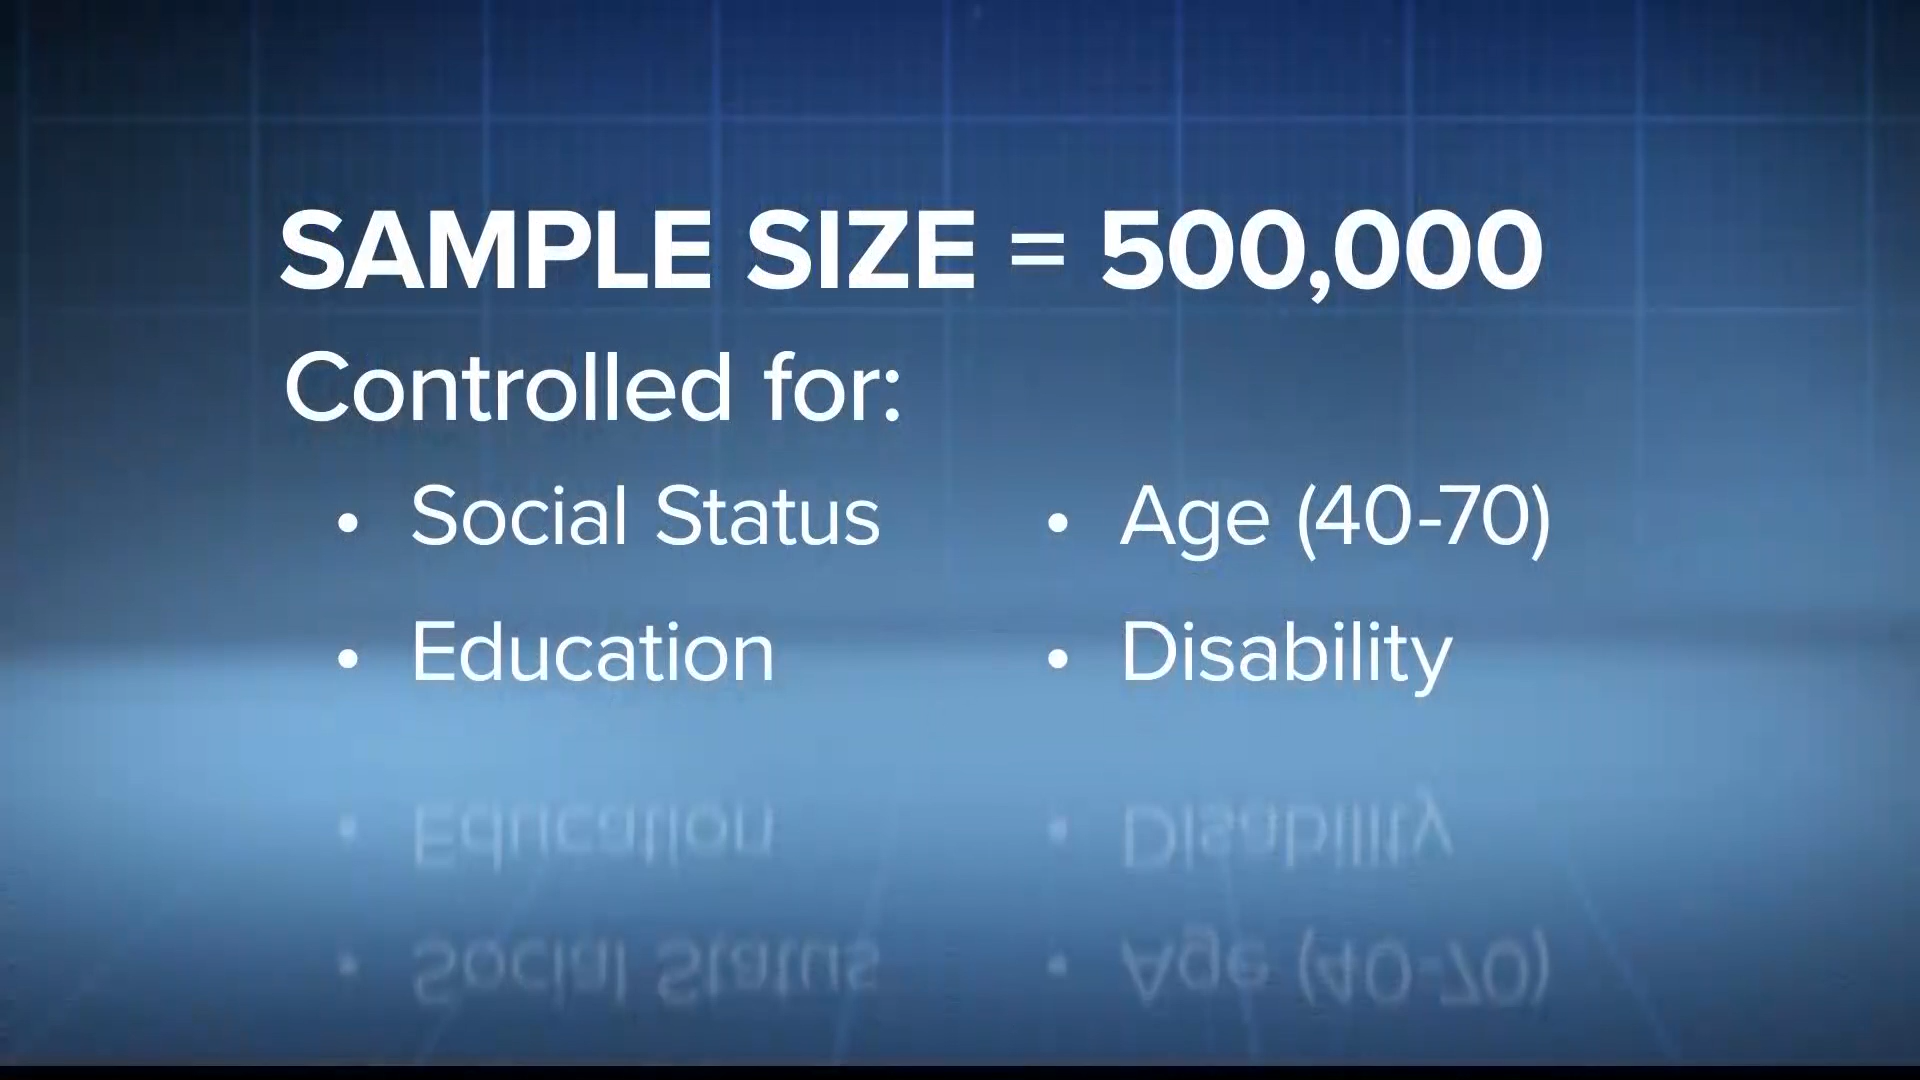 SAMPLE SIZE = 500,000
Controlled for:
• Social Status
• Age (40-70)
• Education
• Disability